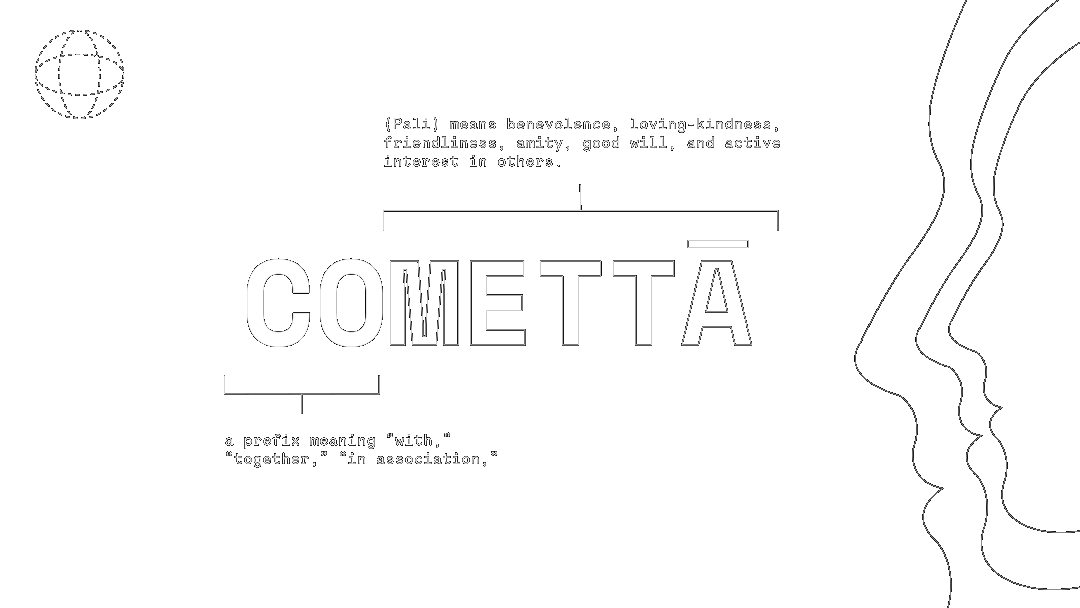 (Pali) means benevolence, loving-kindness,
friendliness, amity, good will, and active
interest in others.
COMETTĀ
a prefix meaning "with,"
"together," "in association,"